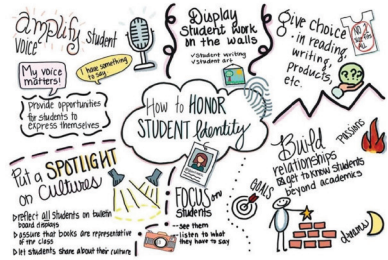 amplify student
VOICE
My voice
matters!
I have something
to say
provide opportunities
for students to
express themselves
Display
Student work
on the walls
✓student writing
✓student art
give choice
in reading,
writing,
products,
etc.
???
How to HONOR
STUDENT Identity
Put a SPOTLIGHT
on Cultures
reflect all students on bulletin
board displays
assure that books are representative
of the class
let students share about their culture
FOCUS on
students
--see them
--listen to what
they have to say
Build
relationships
& get to know students
beyond academics
PASSIONS
GOALS
dreams